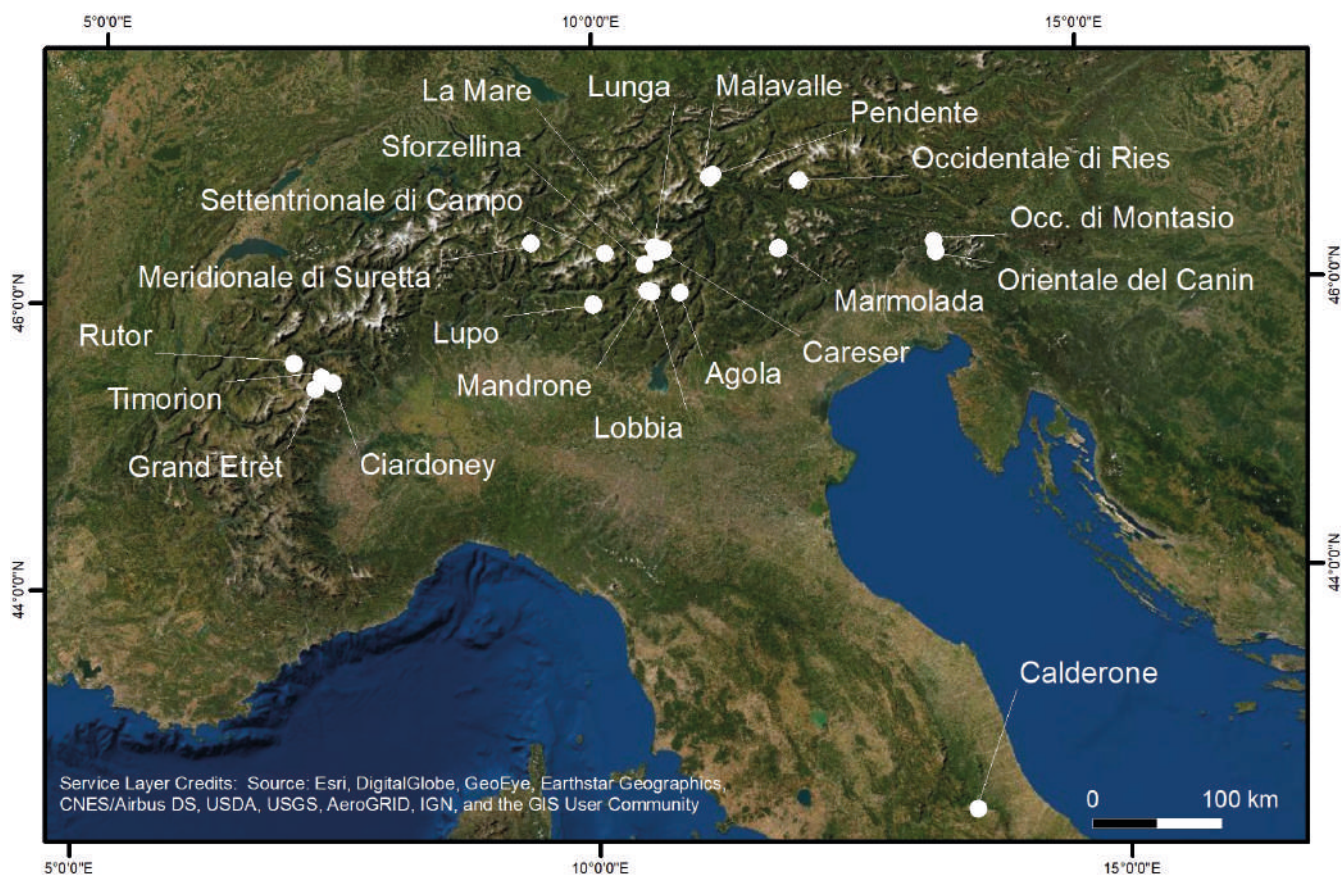 5°0'0"E 10°0'0"E 15°0'0"E
La Mare
Lunga
Malavalle
Pendente
Sforzellina
Occidentale di Ries
Settentrionale di Campo
Occ. di Montasio
Meridionale di Suretta
Orientale del Canin
46°0'0"N
46°0'0"N
Marmolada
Lupo
Rutor
Careser
Mandrone
Agola
Timorion
Lobbia
Grand Etrèt
Ciardoney
44°0'0"N
44°0'0"N
Calderone
Service Layer Credits: Source: Esri, DigitalGlobe, GeoEye, Earthstar Geographics,
CNES/Airbus DS, USDA, USGS, AeroGRID, IGN, and the GIS User Community
0 100 km
5°0'0"E 10°0'0"E 15°0'0"E